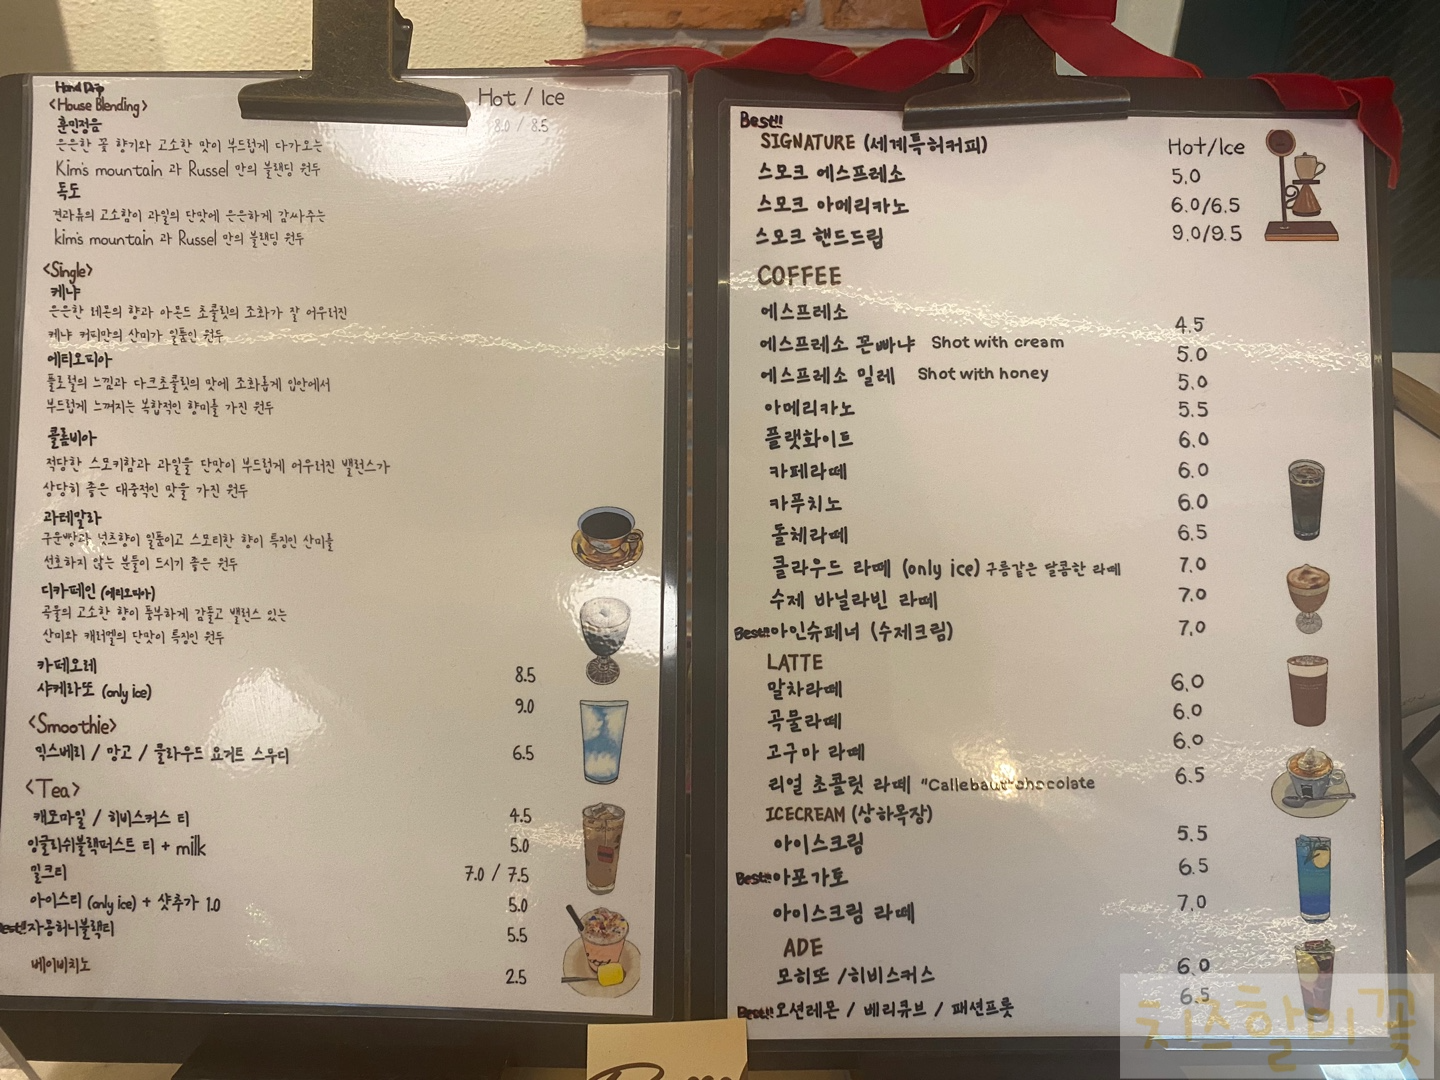 Hand Drip
<House Blending>
Hot / Ice
훈민정음
8.0 / 8.5
은은한 꽃 향기와 고소한 맛이 부드럽게 다가오는
Kim's mountain 과 Russel 만의 블랜딩 원두
독도
견과류의 고소함이 과일의 단맛에 은은하게 감싸주는
kim's mountain 과 Russel 만의 블랜딩 원두
<Single>
케냐
은은한 레몬의 향과 아몬드 초콜릿의 조화가 잘 어우러진
케냐 커피만의 산미가 일품인 원두
에티오피아
플로럴의 느낌과 다크초콜릿의 맛에 조화롭게 입안에서
부드럽게 느껴지는 복합적인 향미를 가진 원두
콜롬비아
적당한 스모키함과 과일을 단맛이 부드럽게 어우러진 밸런스가
상당히 좋은 대중적인 맛을 가진 원두
과테말라
구운빵과 넛츠향이 일품이고 스모티한 향이 특징인 산미를
선호하지 않는 분들이 드시기 좋은 원두
디카페인 (에티오피아)
곡물의 고소한 향이 풍부하게 감돌고 밸런스 있는
산미와 캐러멜의 단맛이 특징인 원두
카페오레 8.5
샤케라또 (only ice) 9.0
<Smoothie>
믹스베리 / 망고 / 클라우드 요거트 스무디 6.5
<Tea>
캐모마일 / 히비스커스 티 4.5
잉글리쉬블랙퍼스트 티 + milk 5.0
밀크티 7.0 / 7.5
아이스티 (only ice) + 샷추가 1.0 5.0
Best!! 자몽허니블랙티 5.5
베이비치노 2.5
Best!!
SIGNATURE (세계특허커피) Hot/Ice
스모크 에스프레소 5.0
스모크 아메리카노 6.0/6.5
스모크 핸드드립 9.0/9.5
COFFEE
에스프레소 4.5
에스프레소 꼰빠냐 Shot with cream 5.0
에스프레소 밀레 Shot with honey 5.0
아메리카노 5.5
플랫화이트 6.0
카페라떼 6.0
카푸치노 6.0
돌체라떼 6.5
클라우드 라떼 (only ice) 구름같은 달콤한 라떼 7.0
수제 바닐라빈 라떼 7.0
Best!! 아인슈페너 (수제크림) 7.0
LATTE
말차라떼 6.0
곡물라떼 6.0
고구마 라떼 6.0
리얼 초콜릿 라떼 "Callebaut" chocolate 6.5
ICECREAM (상하목장)
아이스크림 5.5
Best!! 아포가토 6.5
아이스크림 라떼 7.0
ADE
모히또 / 히비스커스 6.0
Best!! 오션레몬 / 베리큐브 / 패션프룻 6.5
치즈할미꽃